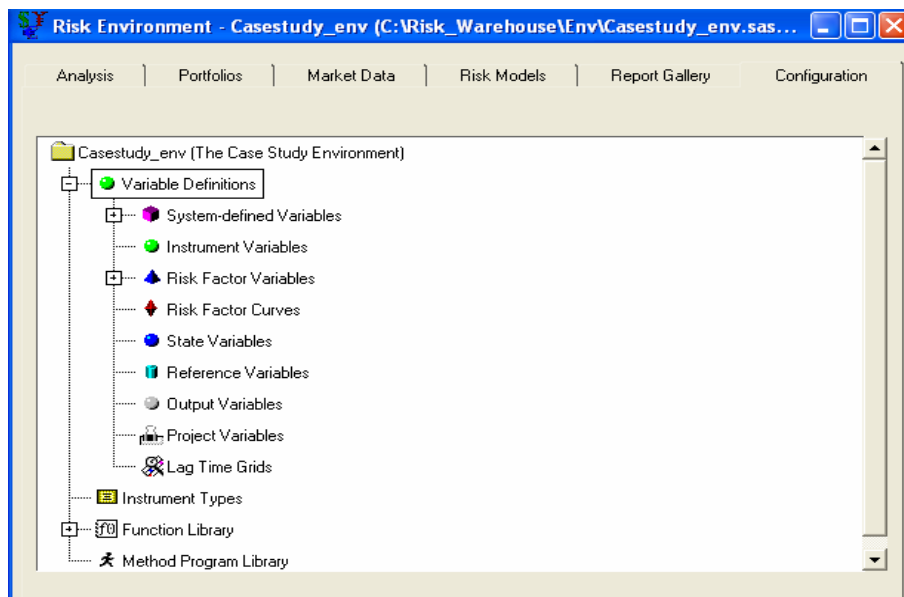 Risk Environment - Casestudy_env (C:\Risk_Warehouse\Env\Casestudy_env.sas...
Analysis Portfolios Market Data Risk Models Report Gallery Configuration
Casestudy_env (The Case Study Environment)
Variable Definitions
System-defined Variables
Instrument Variables
Risk Factor Variables
Risk Factor Curves
State Variables
Reference Variables
Output Variables
Project Variables
Lag Time Grids
Instrument Types
Function Library
Method Program Library